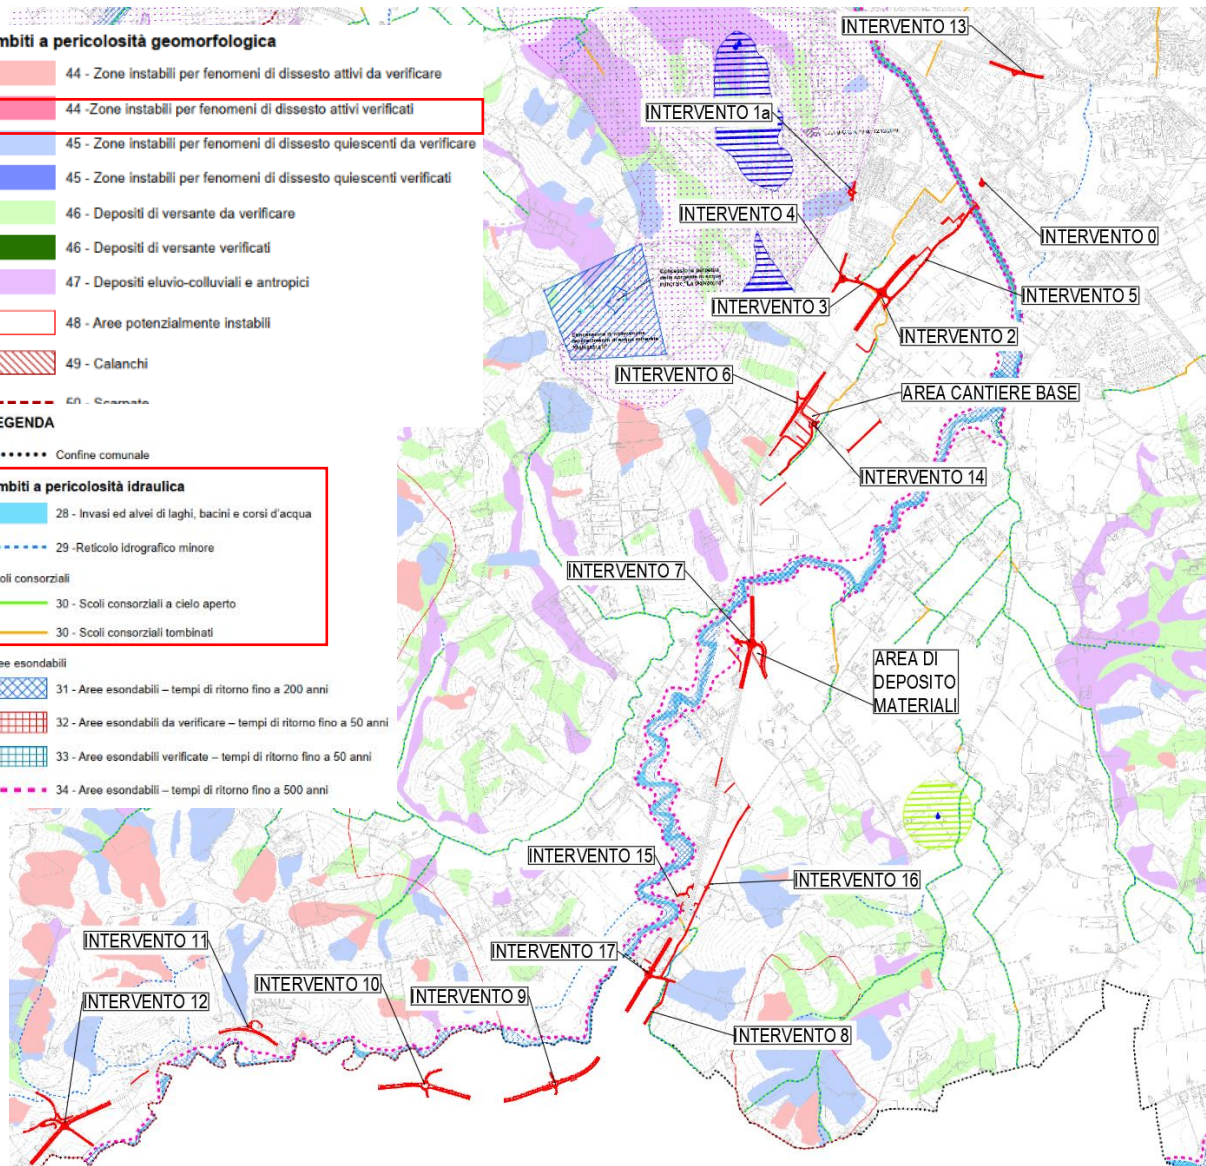 mbiti a pericolosità geomorfologica
44 - Zone instabili per fenomeni di dissesto attivi da verificare
44 -Zone instabili per fenomeni di dissesto attivi verificati
45 - Zone instabili per fenomeni di dissesto quiescenti da verificare
45 - Zone instabili per fenomeni di dissesto quiescenti verificati
46 - Depositi di versante da verificare
46 - Depositi di versante verificati
47 - Depositi eluvio-colluviali e antropici
48 - Aree potenzialmente instabili
49 - Calanchi
50 - Scarpate
EGENDA
Confine comunale
mbiti a pericolosità idraulica
28 - Invasi ed alvei di laghi, bacini e corsi d'acqua
29 -Reticolo idrografico minore
oli consorziali
30 - Scoli consorziali a cielo aperto
30 - Scoli consorziali tombinati
ee esondabili
31 - Aree esondabili – tempi di ritorno fino a 200 anni
32 - Aree esondabili da verificare – tempi di ritorno fino a 50 anni
33 - Aree esondabili verificate – tempi di ritorno fino a 50 anni
34 - Aree esondabili – tempi di ritorno fino a 500 anni
INTERVENTO 13
INTERVENTO 1a
INTERVENTO 4
INTERVENTO 0
INTERVENTO 3
INTERVENTO 5
INTERVENTO 2
INTERVENTO 6
AREA CANTIERE BASE
INTERVENTO 14
INTERVENTO 7
AREA DI
DEPOSITO
MATERIALI
INTERVENTO 15
INTERVENTO 16
INTERVENTO 17
INTERVENTO 11
INTERVENTO 10
INTERVENTO 9
INTERVENTO 12
INTERVENTO 8